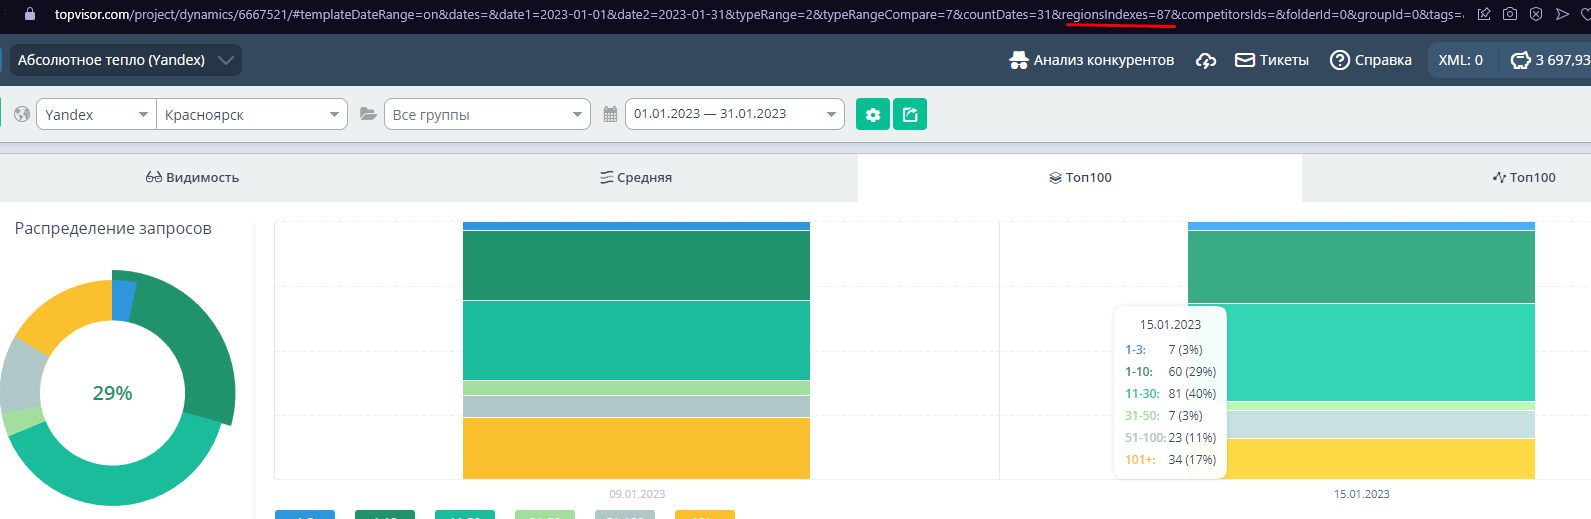 topvisor.com/project/dynamics/6667521/#templateDateRange=on&dates=&date1=2023-01-01&date2=2023-01-31&typeRange=2&typeRangeCompare=7&countDates=31&regionsIndexes=87&competitorsIds=&folderId=0&groupId=0&tags=
Абсолютное тепло (Yandex)
Анализ конкурентов
Тикеты
Справка
XML: 0
3 697,93
Yandex
Красноярск
Все группы
01.01.2023 — 31.01.2023
Видимость
Средняя
Топ100
Топ100
Распределение запросов
29%
15.01.2023
1-3: 7 (3%)
1-10: 60 (29%)
11-30: 81 (40%)
31-50: 7 (3%)
51-100: 23 (11%)
101+: 34 (17%)
09.01.2023
15.01.2023